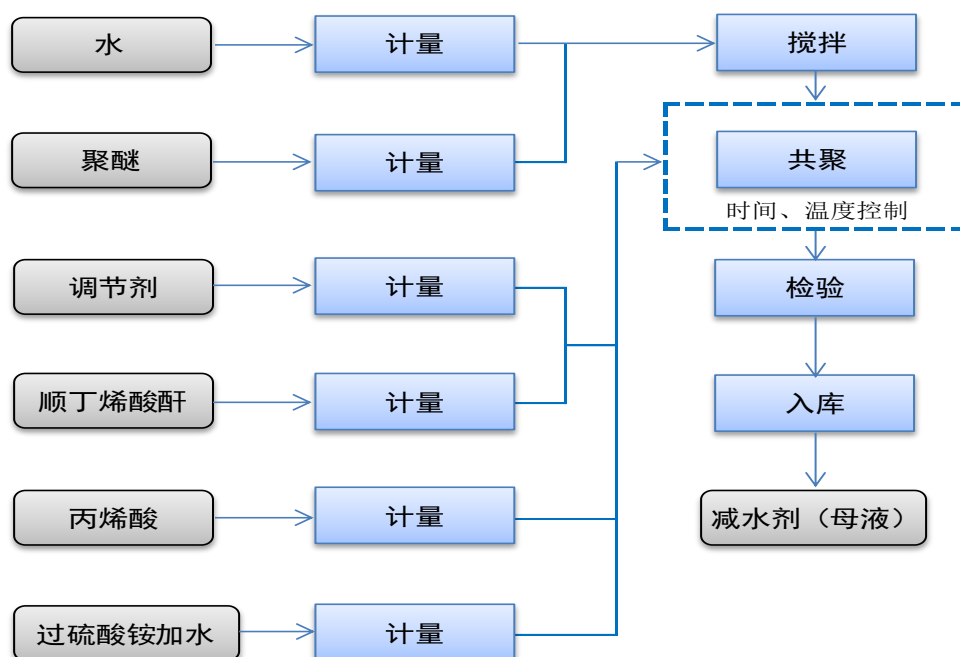 水
计量
搅拌
聚醚
计量
共聚
时间、温度控制
调节剂
计量
检验
顺丁烯酸酐
计量
入库
丙烯酸
计量
减水剂（母液）
过硫酸铵加水
计量